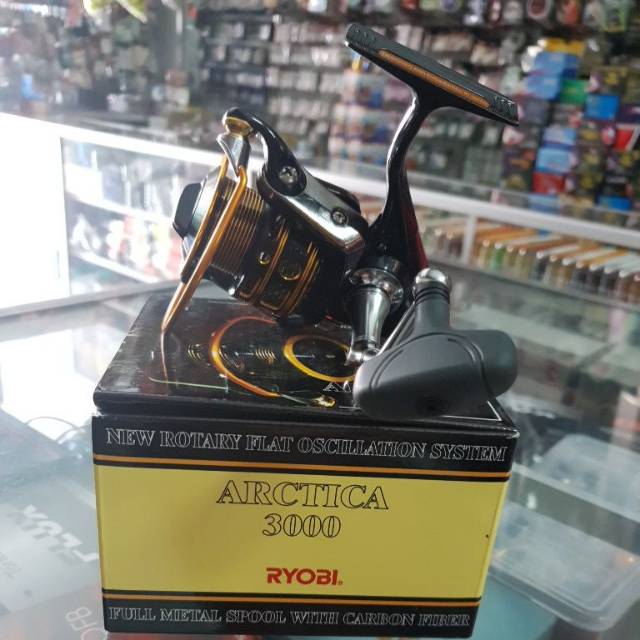 NEW ROTARY FLAT OSCILLATION SYSTEM
ARCTICA
3000
RYOBI®
FULL METAL SPOOL WITH CARBON FIBER